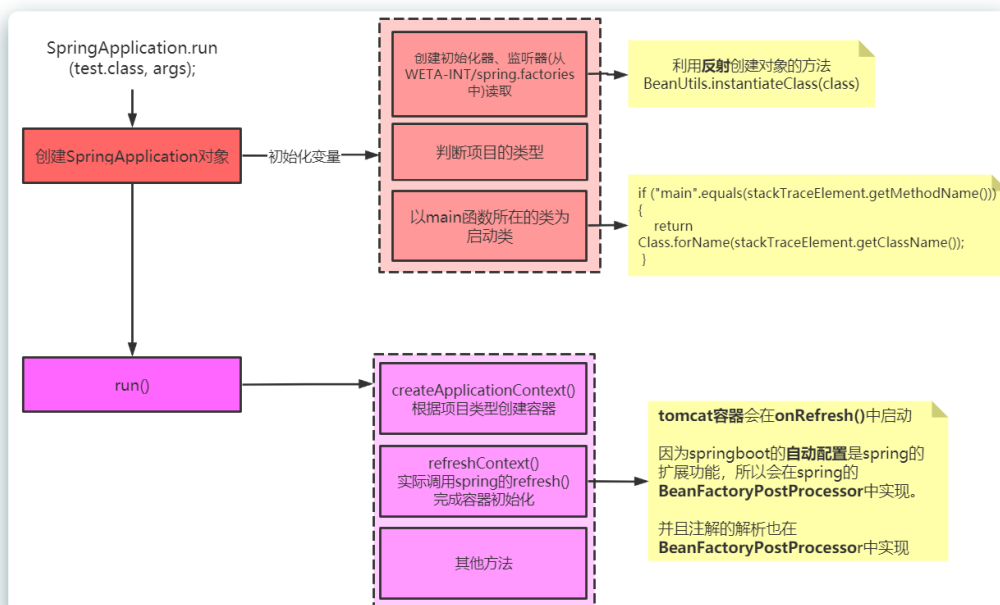 SpringApplication.run
(test.class, args);
创建SpringApplication对象
初始化变量
创建初始化器、监听器(从
WETA-INT/spring.factories
中)读取
判断项目的类型
以main函数所在的类为
启动类
利用反射创建对象的方法
BeanUtils.instantiateClass(class)
if ("main".equals(stackTraceElement.getMethodName()))
{
return
Class.forName(stackTraceElement.getClassName());
}
run()
createApplicationContext()
根据项目类型创建容器
refreshContext()
实际调用spring的refresh()
完成容器初始化
其他方法
tomcat容器会在onRefresh()中启动
因为springboot的自动配置是spring的
扩展功能，所以会在spring的
BeanFactoryPostProcessor中实现。
并且注解的解析也在
BeanFactoryPostProcessor中实现